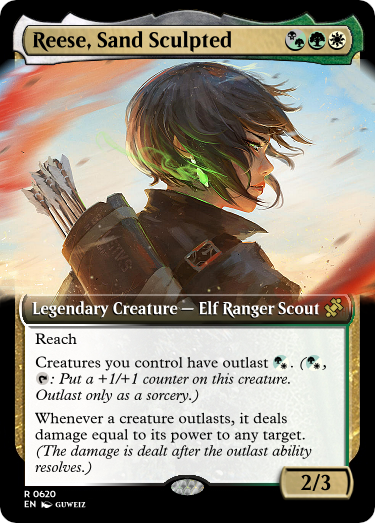 Reese, Sand Sculpted
Legendary Creature — Elf Ranger Scout
Reach
Creatures you control have outlast . ( ,
: Put a +1/+1 counter on this creature.
Outlast only as a sorcery.)
Whenever a creature outlasts, it deals
damage equal to its power to any target.
(The damage is dealt after the outlast ability
resolves.)
2/3
R 0620
EN GUWEIZ